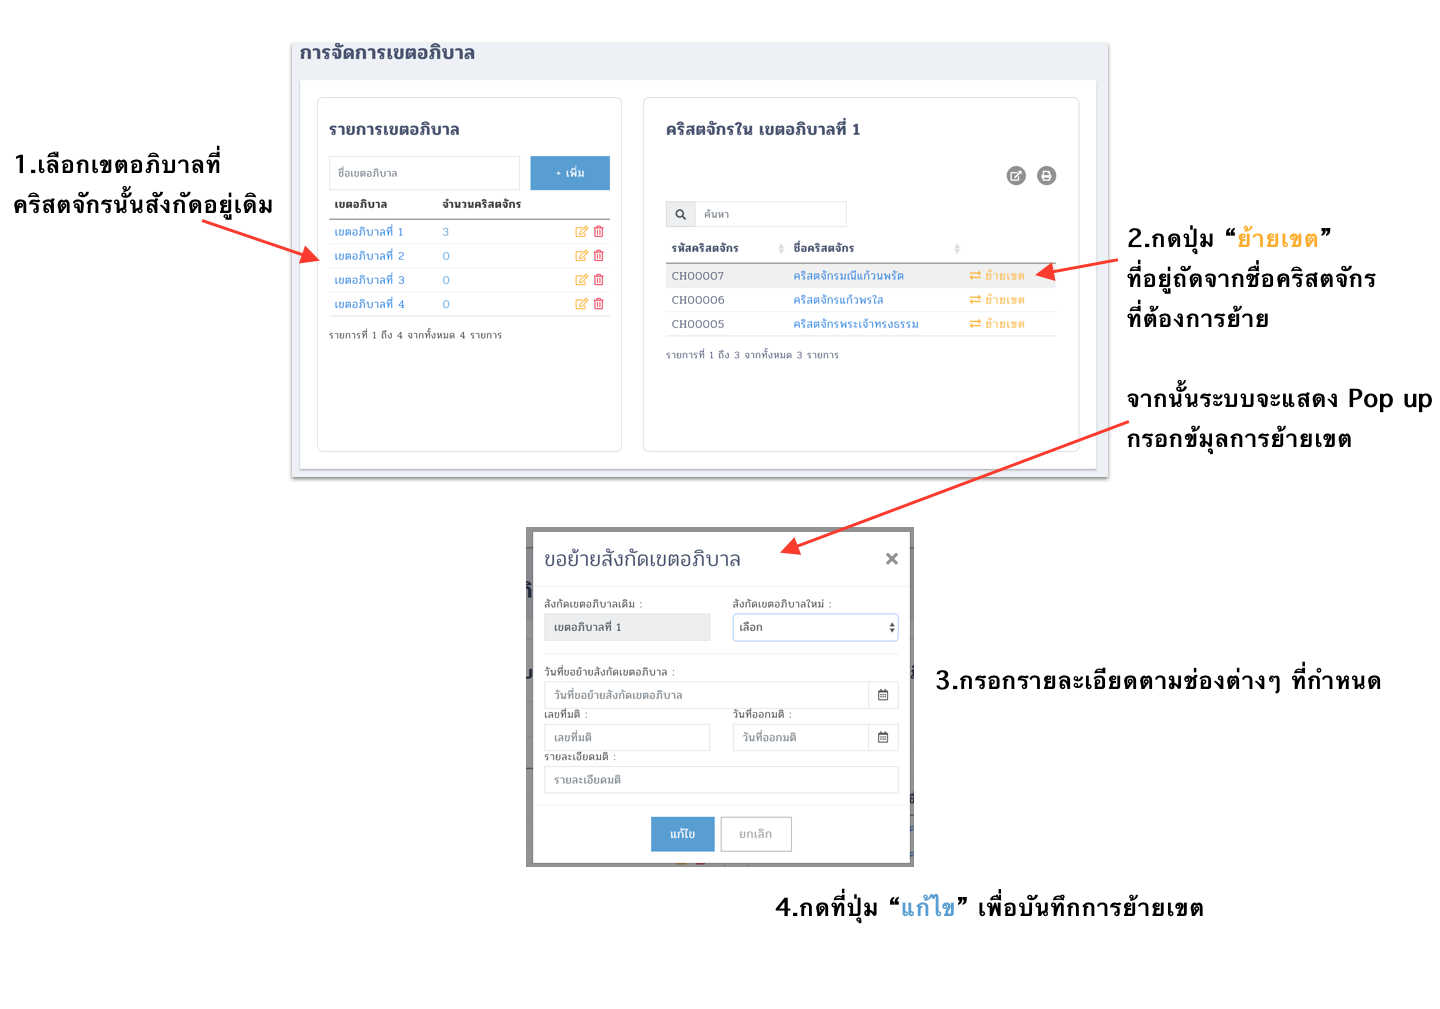 การจัดการเขตอภิบาล
รายการเขตอภิบาล
ชื่อเขตอภิบาล
+ เพิ่ม
เขตอภิบาล จำนวนคริสตจักร
เขตอภิบาลที่ 1 3
เขตอภิบาลที่ 2 0
เขตอภิบาลที่ 3 0
เขตอภิบาลที่ 4 0
รายการที่ 1 ถึง 4 จากทั้งหมด 4 รายการ
คริสตจักรใน เขตอภิบาลที่ 1
ค้นหา
รหัสคริสตจักร ชื่อคริสตจักร
CH00007 คริสตจักรมณีแก้วนพรัต ย้ายเขต
CH00006 คริสตจักรแก้วพรใส ย้ายเขต
CH00005 คริสตจักรพระเจ้าทรงธรรม ย้ายเขต
รายการที่ 1 ถึง 3 จากทั้งหมด 3 รายการ
1.เลือกเขตอภิบาลที่
คริสตจักรนั้นสังกัดอยู่เดิม
2.กดปุ่ม “ย้ายเขต”
ที่อยู่ถัดจากชื่อคริสตจักร
ที่ต้องการย้าย
จากนั้นระบบจะแสดง Pop up
กรอกข้มุลการย้ายเขต
ขอย้ายสังกัดเขตอภิบาล
สังกัดเขตอภิบาลเดิม : สังกัดเขตอภิบาลใหม่ :
เขตอภิบาลที่ 1 เลือก
วันที่ขอย้ายสังกัดเขตอภิบาล :
วันที่ขอย้ายสังกัดเขตอภิบาล
เลขที่มติ : วันที่ออกมติ :
เลขที่มติ วันที่ออกมติ
รายละเอียดมติ :
รายละเอียดมติ
แก้ไข ยกเลิก
3.กรอกรายละเอียดตามช่องต่างๆ ที่กำหนด
4.กดที่ปุ่ม “แก้ไข” เพื่อบันทึกการย้ายเขต